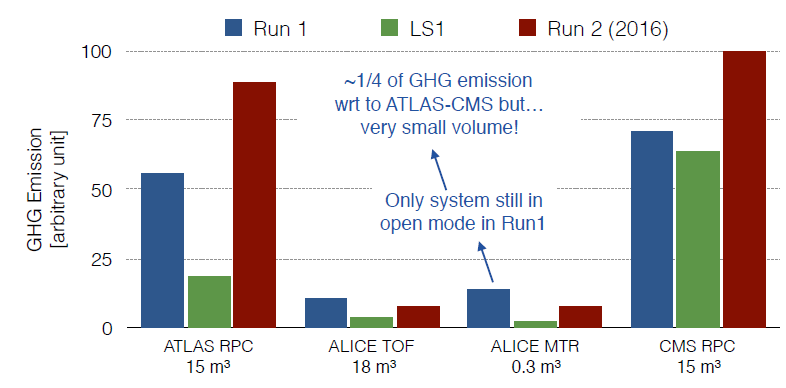 Run 1 LS1 Run 2 (2016)
GHG Emission
[arbitrary unit]
100
75
50
25
0
~1/4 of GHG emission
wrt to ATLAS-CMS but…
very small volume!
Only system still in
open mode in Run1
ATLAS RPC
15 m³
ALICE TOF
18 m³
ALICE MTR
0.3 m³
CMS RPC
15 m³